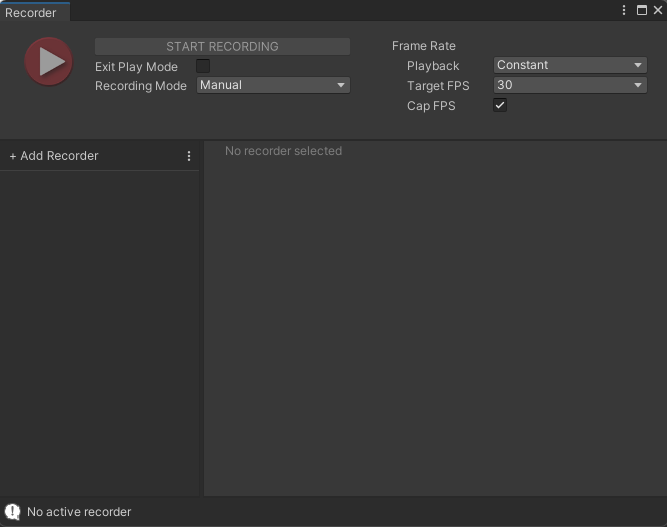 Recorder
START RECORDING
Exit Play Mode
Recording Mode Manual
Frame Rate
Playback Constant
Target FPS 30
Cap FPS
+ Add Recorder
No recorder selected
No active recorder